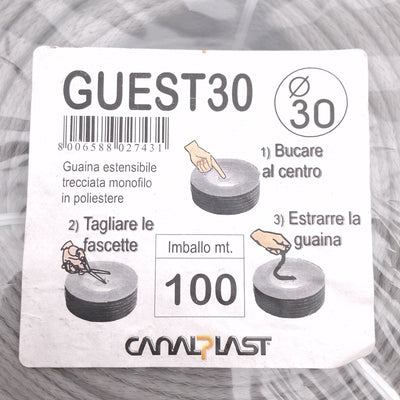 GUEST30
Ø
30
8006588027431
Guaina estensibile
trecciata monofilo
in poliestere
1) Bucare
al centro
2) Tagliare le
fascette
3) Estrarre la
guaina
Imballo mt.
100
CANALPLAST®